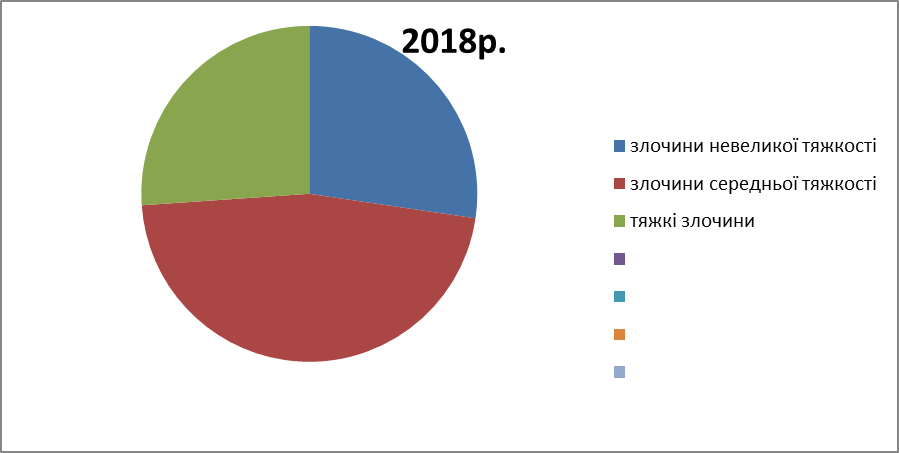 2018р.
злочини невеликої тяжкості
злочини середньої тяжкості
тяжкі злочини